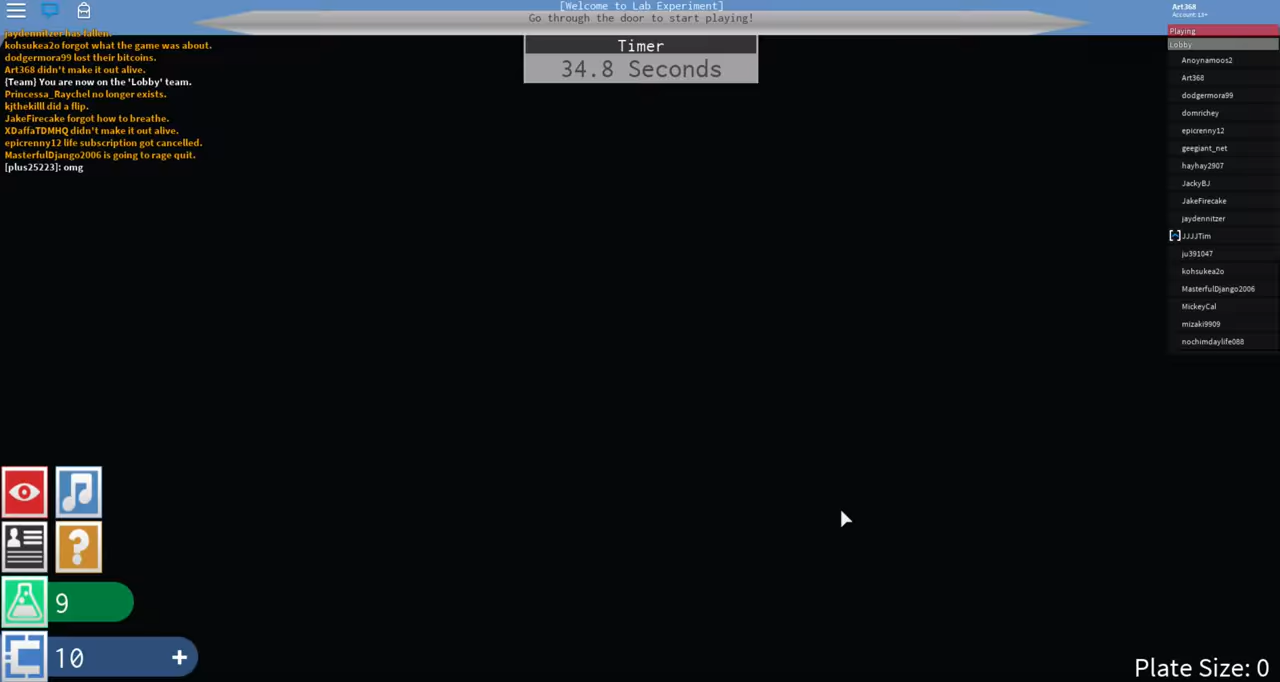 [Welcome to Lab Experiment]
Go through the door to start playing!
Timer
34.8 Seconds
jaydennitzer has fallen.
kohsukea2o forgot what the game was about.
dodgermora99 lost their bitcoins.
Art368 didn't make it out alive.
{Team} You are now on the 'Lobby' team.
Princessa_Raychel no longer exists.
kjthekilll did a flip.
JakeFirecake forgot how to breathe.
XDaffaTDMHQ didn't make it out alive.
epicrenny12 life subscription got cancelled.
MasterfulDjango2006 is going to rage quit.
[plus25223]: omg
Art368
Account: 13+
Playing
Lobby
Anoynamoos2
Art368
dodgermora99
domrichey
epicrenny12
geegiant_net
hayhay2907
JackyBJ
JakeFirecake
jaydennitzer
JJJJTim
ju391047
kohsukea2o
MasterfulDjango2006
MickeyCal
mizaki9909
nochimdaylife088
?
9
10 +
Plate Size: 0